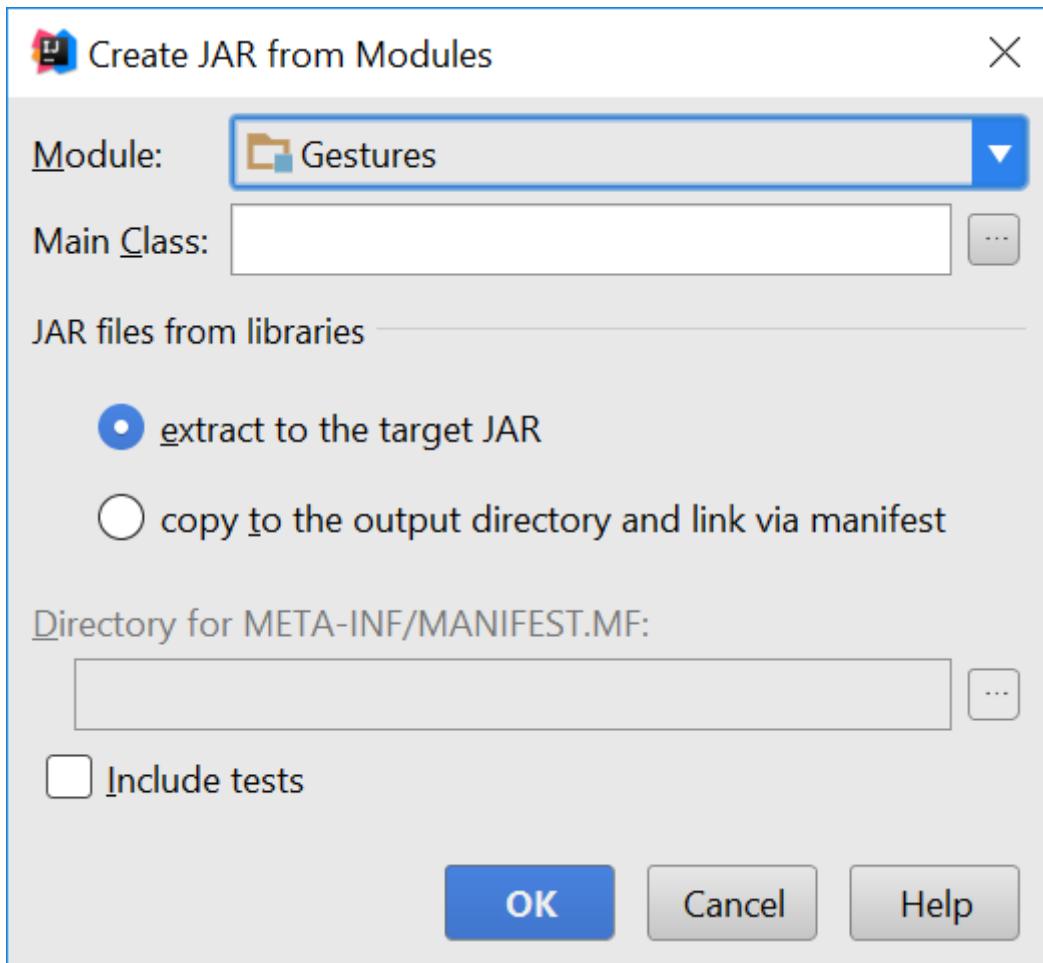 Create JAR from Modules
Module: Gestures
Main Class:
JAR files from libraries
extract to the target JAR
copy to the output directory and link via manifest
Directory for META-INF/MANIFEST.MF:
Include tests
OK Cancel Help